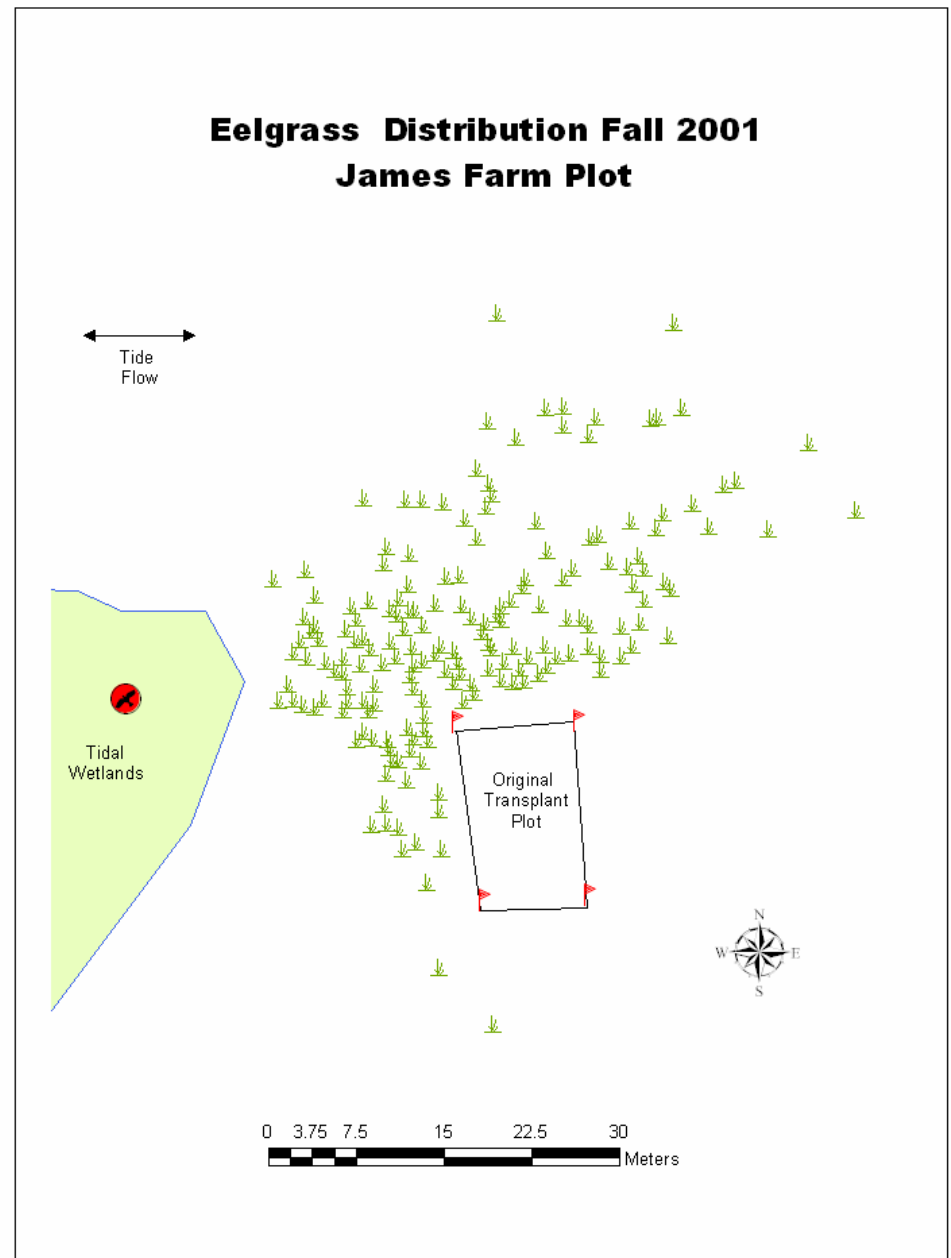 Eelgrass Distribution Fall 2001
James Farm Plot
Tide
Flow
Tidal
Wetlands
Original
Transplant
Plot
N
W E
S
0 3.75 7.5 15 22.5 30
Meters